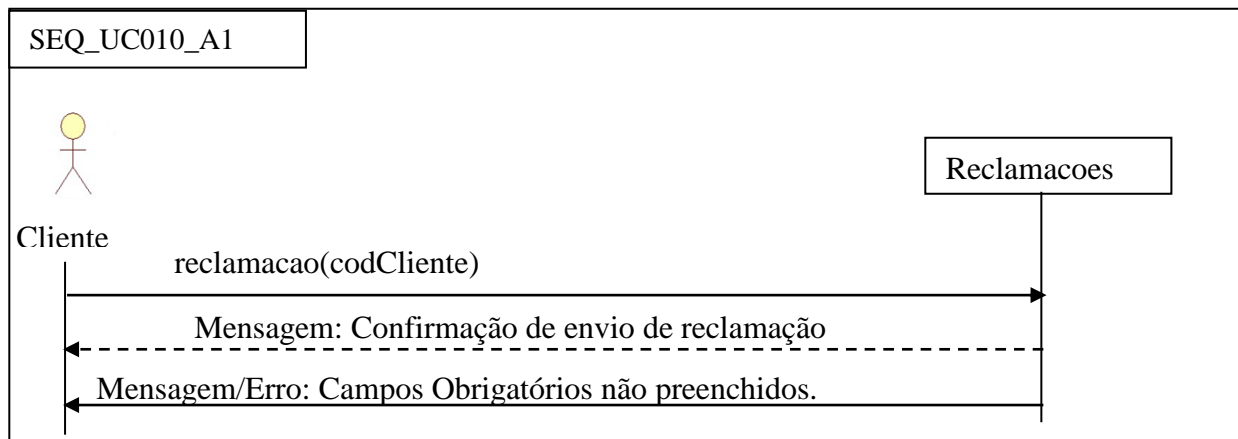 SEQ_UC010_A1
Reclamacoes
Cliente
reclamacao(codCliente)
Mensagem: Confirmação de envio de reclamação
Mensagem/Erro: Campos Obrigatórios não preenchidos.